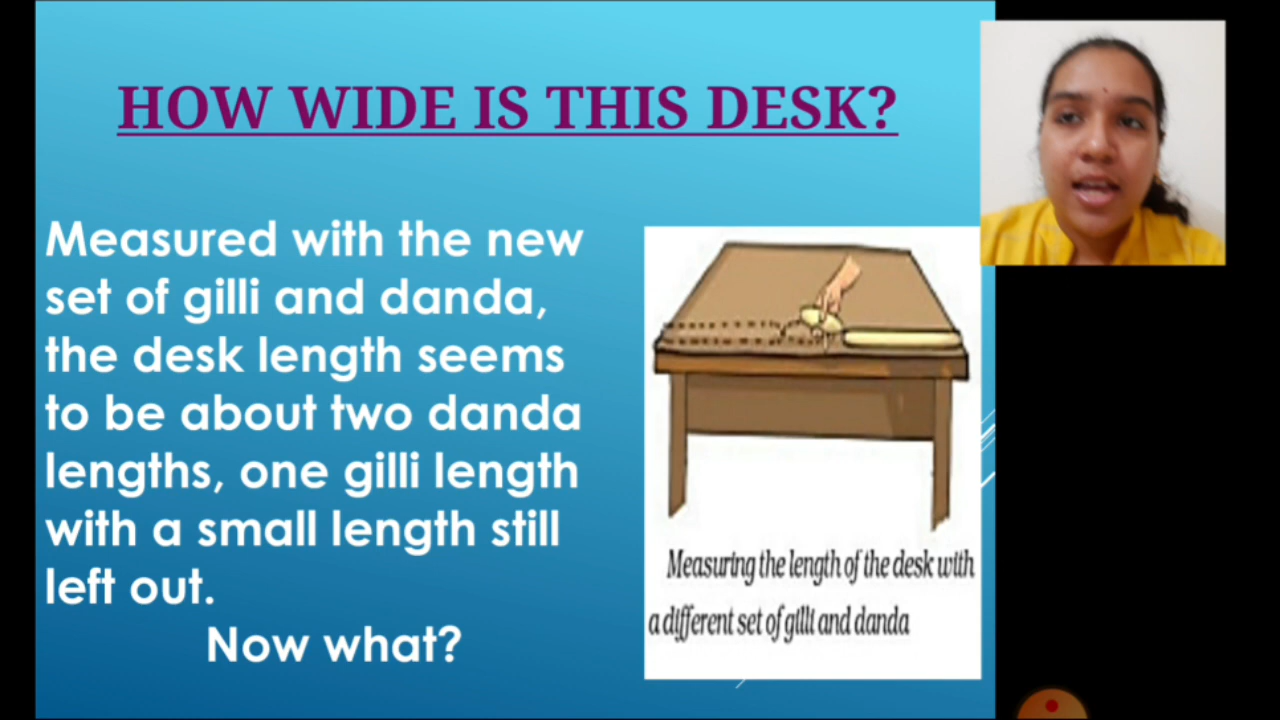 HOW WIDE IS THIS DESK?
Measured with the new
set of gilli and danda,
the desk length seems
to be about two danda
lengths, one gilli length
with a small length still
left out.
Now what?
Measuring the length of the desk with
a different set of gilli and danda